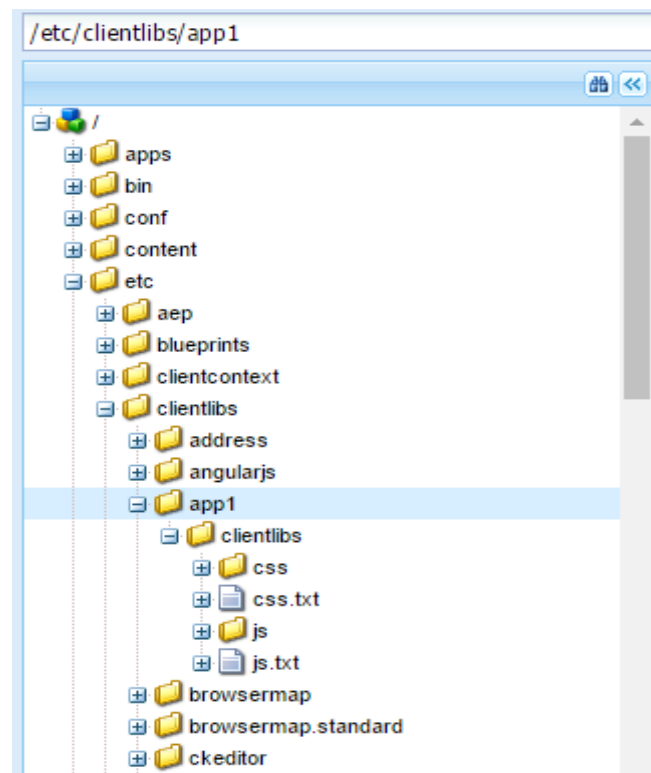 /etc/clientlibs/app1
/
apps
bin
conf
content
etc
aep
blueprints
clientcontext
clientlibs
address
angularjs
app1
clientlibs
css
css.txt
js
js.txt
browsermap
browsermap.standard
ckeditor